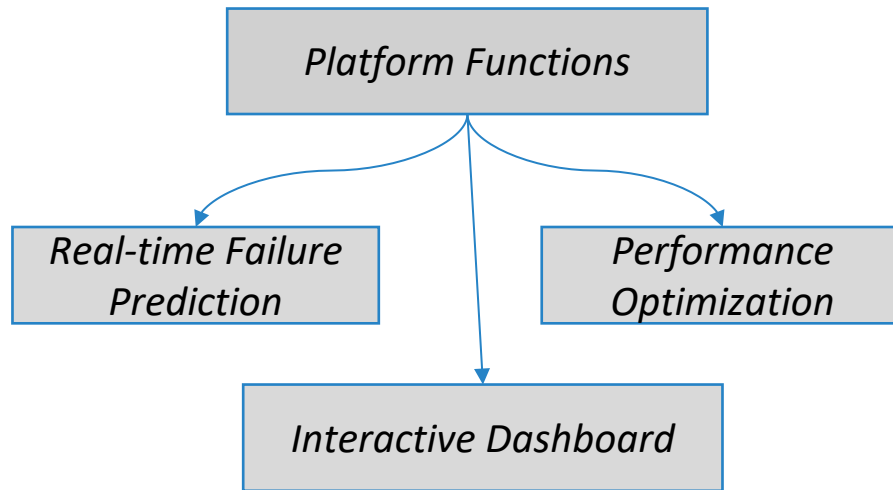 Platform Functions
Real-time Failure
Prediction
Performance
Optimization
Interactive Dashboard